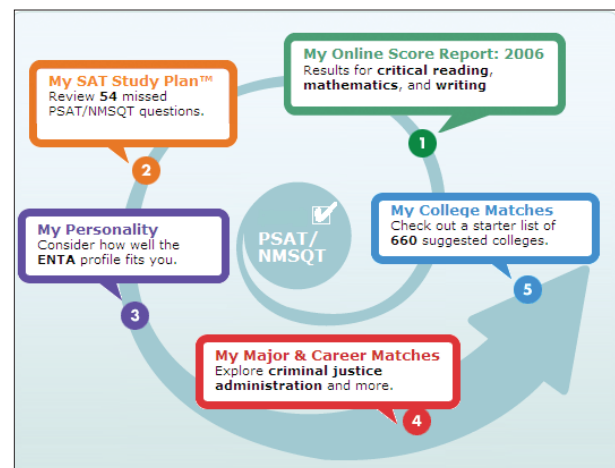 My Online Score Report: 2006
Results for critical reading,
mathematics, and writing
1
My SAT Study Plan™
Review 54 missed
PSAT/NMSQT questions.
2
My Personality
Consider how well the
ENTA profile fits you.
3
PSAT/
NMSQT
My Major & Career Matches
Explore criminal justice
administration and more.
4
My College Matches
Check out a starter list of
660 suggested colleges.
5